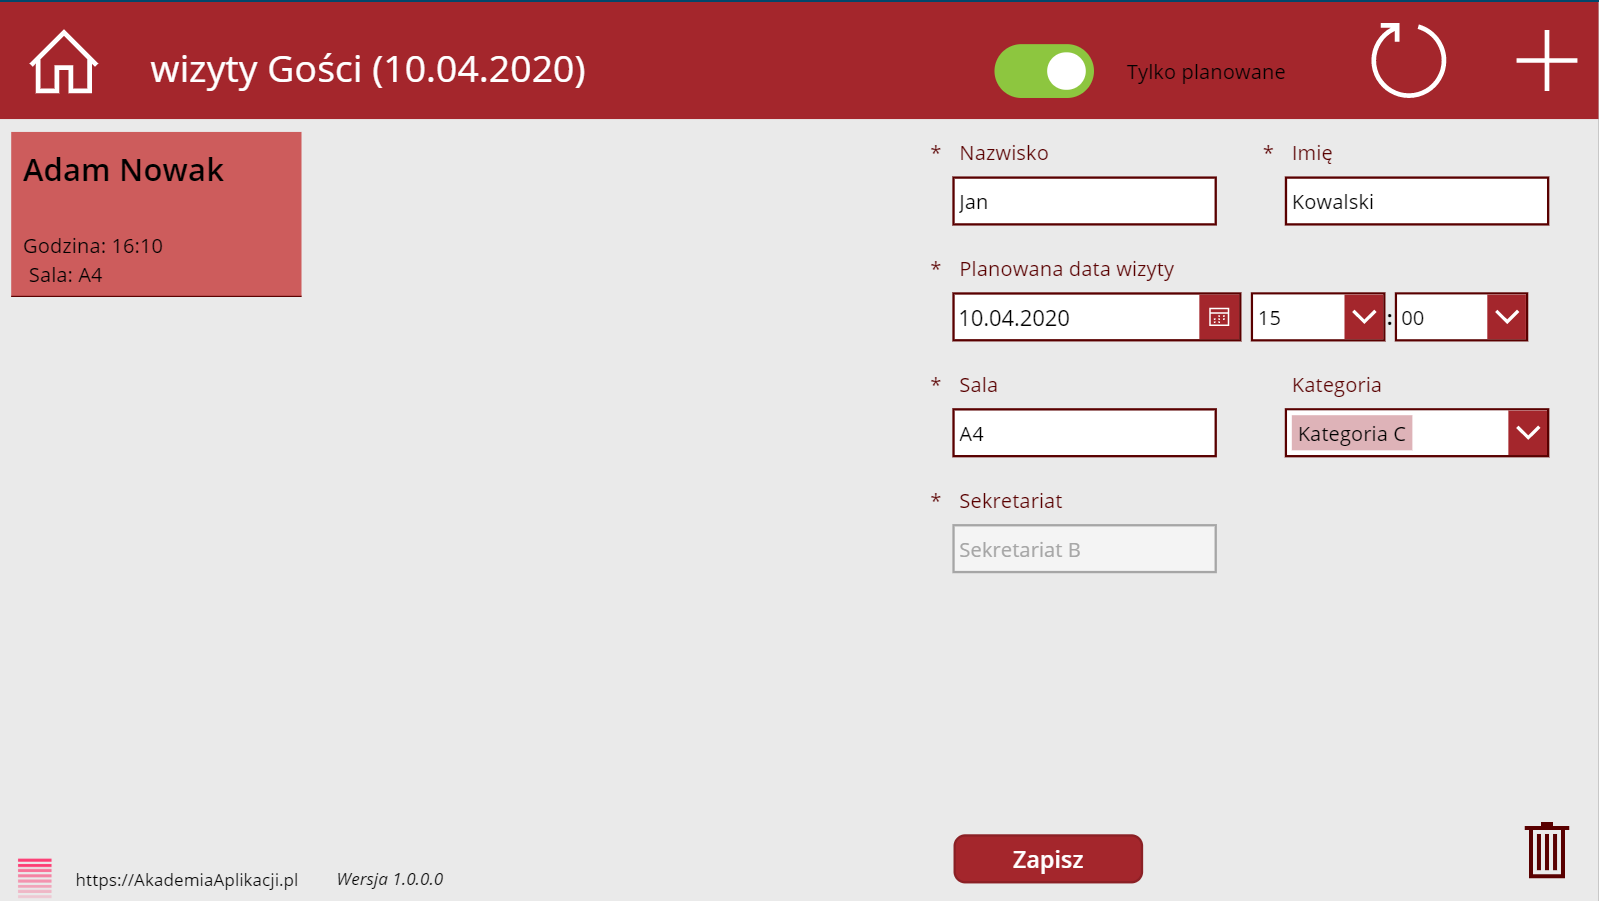 wizyty Gości (10.04.2020)
Tylko planowane
Adam Nowak
Godzina: 16:10
Sala: A4
* Nazwisko
* Imię
Jan
Kowalski
* Planowana data wizyty
10.04.2020
15 : 00
* Sala
Kategoria
A4
Kategoria C
* Sekretariat
Sekretariat B
Zapisz
https://AkademiaAplikacji.pl
Wersja 1.0.0.0